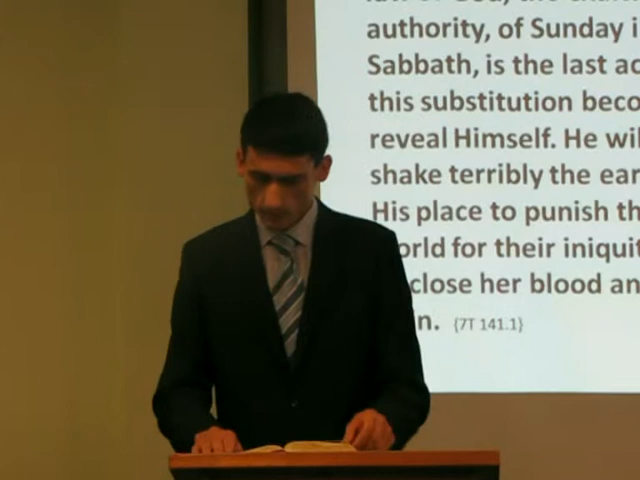 authority, of Sunday i
Sabbath, is the last ac
this substitution beco
reveal Himself. He wil
shake terribly the ear
His place to punish th
orld for their iniquit
close her blood an
n. {7T 141.1}